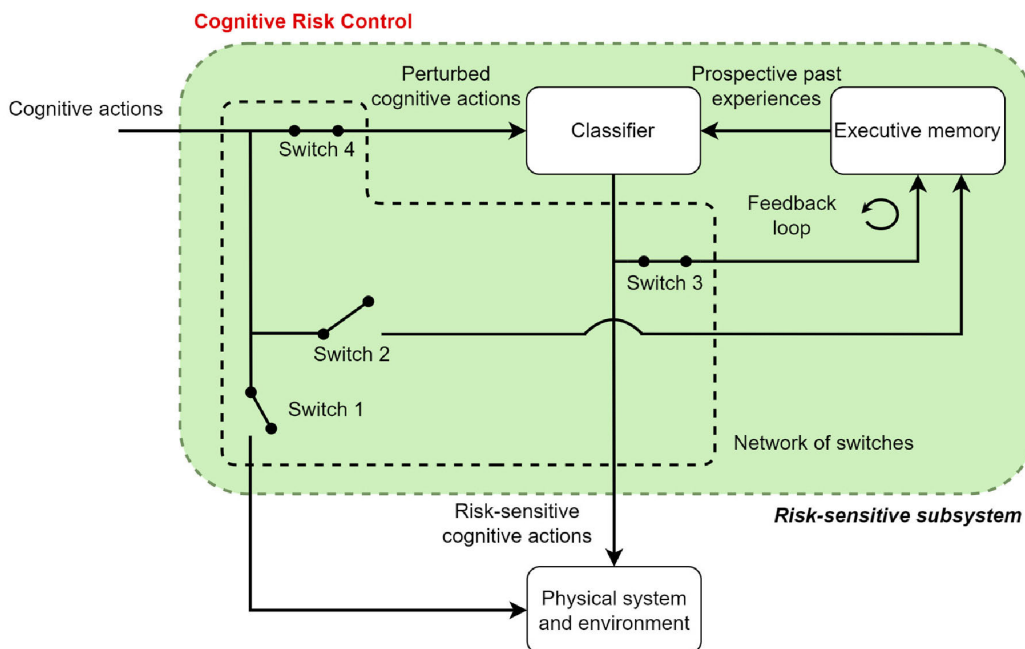 Cognitive Risk Control
Cognitive actions
Perturbed
cognitive actions
Prospective past
experiences
Classifier
Executive memory
Switch 4
Feedback
loop
Switch 3
Switch 2
Switch 1
Network of switches
Risk-sensitive
cognitive actions
Risk-sensitive subsystem
Physical system
and environment